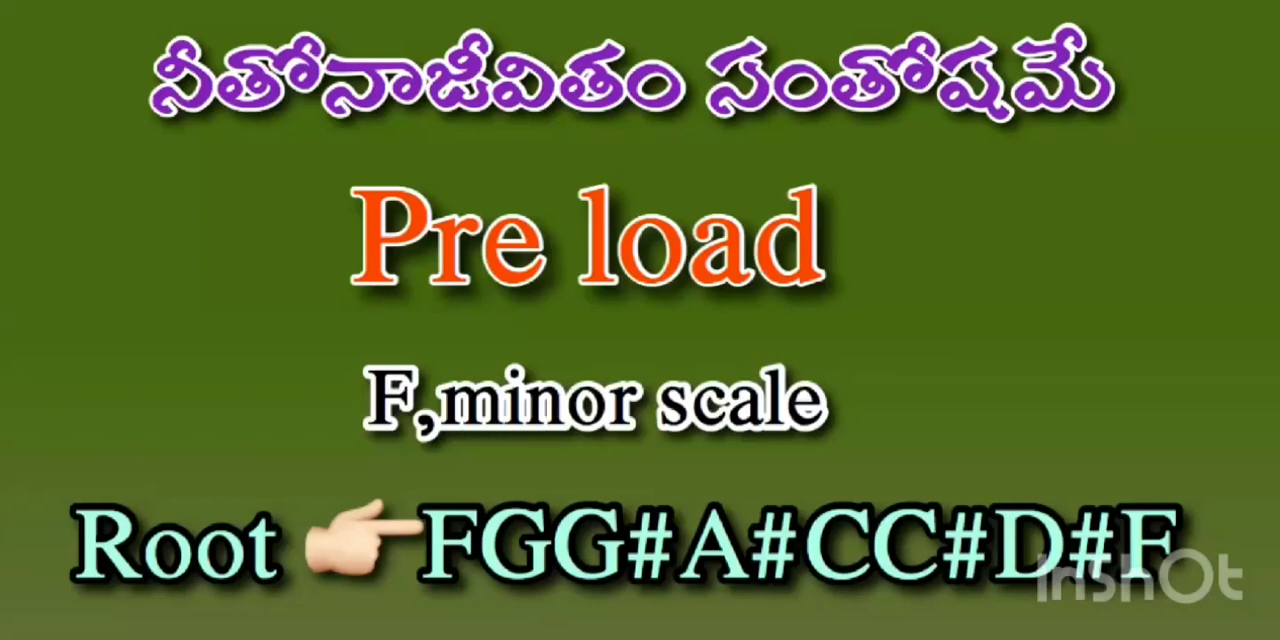 నీతోనాజీవితం సంతోషమే
Pre load
F,minor scale
Root 👉🏻FGG#A#CC#D#F
InshOt